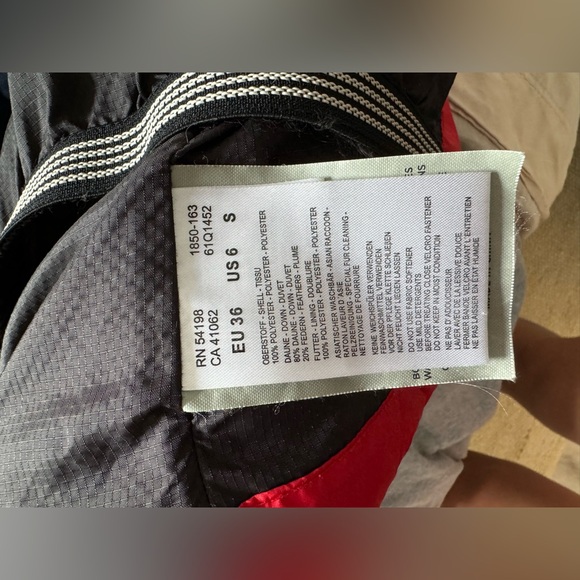 RN 54198 1850-163
CA 41062 61Q1452
EU 36 US 6 S
OBERSTOFF - SHELL - TISSU
100% POLYESTER - POLYESTER - POLYESTER
DAUNE - DOWN - DUVET
80% DAUNE - DOWN - DUVET
20% FEDERN - FEATHERS - PLUME
FUTTER - LINING - DOUBLURE
100% POLYESTER - POLYESTER - POLYESTER
ASIATISCHER WASCHBÄR - ASIAN RACCOON -
RATON LAVEUR D'ASIE
PELZREINIGUNG - SPECIAL FUR CLEANING -
NETTOYAGE DE FOURRURE
KEINE WEICHSPÜLER VERWENDEN
FEINWASCHMITTEL VERWENDEN
VOR DER PFLEGE KLETTE SCHLIEßEN
NICHT FEUCHT LIEGEN LASSEN
DO NOT USE FABRIC SOFTENER
USE MILD DETERGENTS
BEFORE TREATING CLOSE VELCRO FASTENER
DO NOT KEEP IN MOIST CONDITION
NE PAS D'ADOUCISSEUR
LAVER AVEC DE LA LESSIVE DOUCE
FERMER BANDE VELCRO AVANT L'ENTRETIEN
NE PAS LAISSER EN ETAT HUMIDE